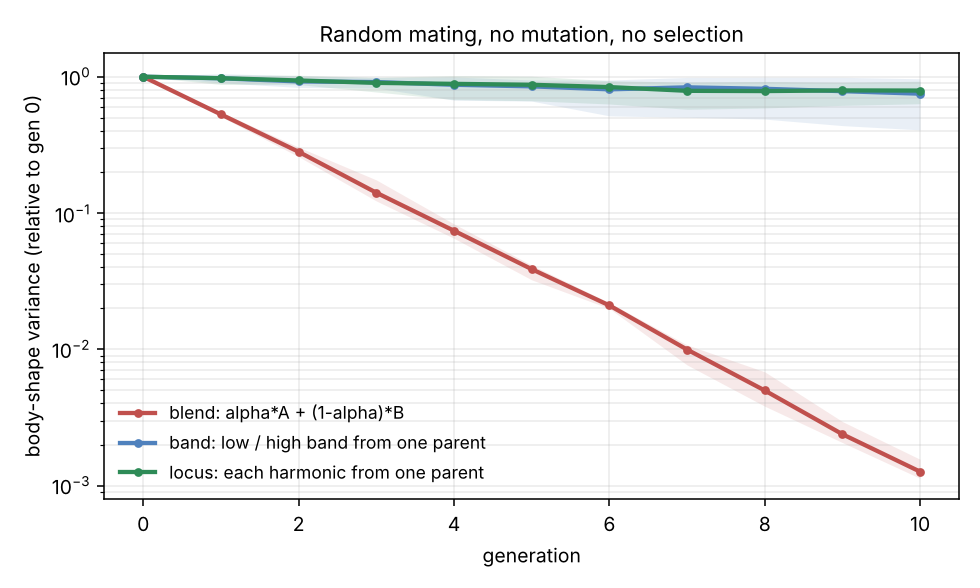 Random mating, no mutation, no selection
body-shape variance (relative to gen 0)
10⁰
10⁻¹
10⁻²
10⁻³
blend: alpha*A + (1-alpha)*B
band: low / high band from one parent
locus: each harmonic from one parent
0 2 4 6 8 10
generation